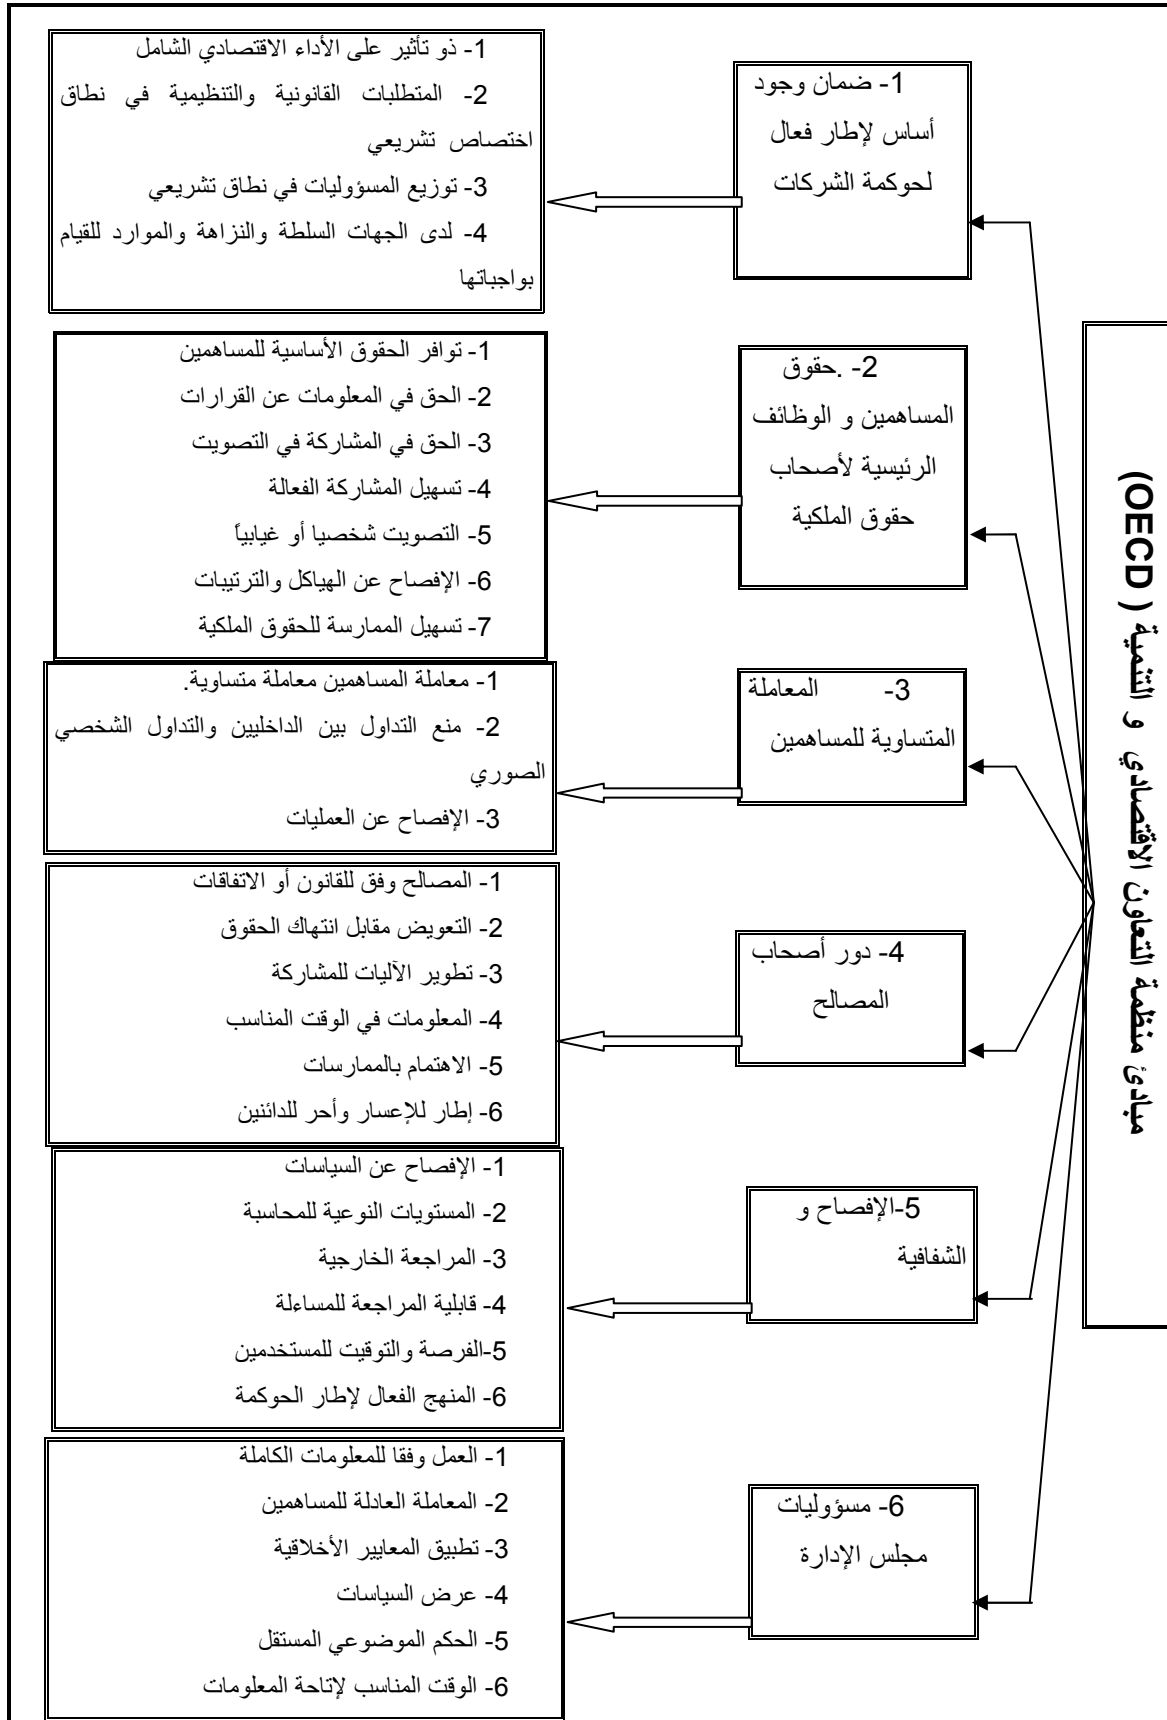 مبادئ منظمة التعاون الإقتصادي و التنمية ( OECD)
1- ضمان وجود
أساس لإطار فعال
لحوكمة الشركات
1- ذو تأثير على الأداء الاقتصادي الشامل
2- المتطلبات القانونية والتنظيمية في نطاق
اختصاص تشريعي
3- توزيع المسؤوليات في نطاق تشريعي
4- لدى الجهات السلطة والنزاهة والموارد للقيام
بواجباتها
2- .حقوق
المساهمين و الوظائف
الرئيسية لأصحاب
حقوق الملكية
1- توافر الحقوق الأساسية للمساهمين
2- الحق في المعلومات عن القرارات
3- الحق في المشاركة في التصويت
4- تسهيل المشاركة الفعالة
5- التصويت شخصيا أو غيابياً
6- الإفصاح عن الهياكل والترتيبات
7- تسهيل الممارسة للحقوق الملكية
3- المعاملة
المتساوية للمساهمين
1- معاملة المساهمين معاملة متساوية.
2- منع التداول بين الداخليين والتداول الشخصي
الصوري
3- الإفصاح عن العمليات
4- دور أصحاب
المصالح
1- المصالح وفق للقانون أو الاتفاقات
2- التعويض مقابل انتهاك الحقوق
3- تطوير الآليات للمشاركة
4- المعلومات في الوقت المناسب
5- الاهتمام بالممارسات
6- إطار للإعسار وأحر للدائنين
5-الإفصاح و
الشفافية
1- الإفصاح عن السياسات
2- المستويات النوعية للمحاسبة
3- المراجعة الخارجية
4- قابلية المراجعة للمساءلة
5-الفرصة والتوقيت للمستخدمين
6- المنهج الفعال لإطار الحوكمة
6- مسؤوليات
مجلس الإدارة
1- العمل وفقا للمعلومات الكاملة
2- المعاملة العادلة للمساهمين
3- تطبيق المعايير الأخلاقية
4- عرض السياسات
5- الحكم الموضوعي المستقل
6- الوقت المناسب لإتاحة المعلومات